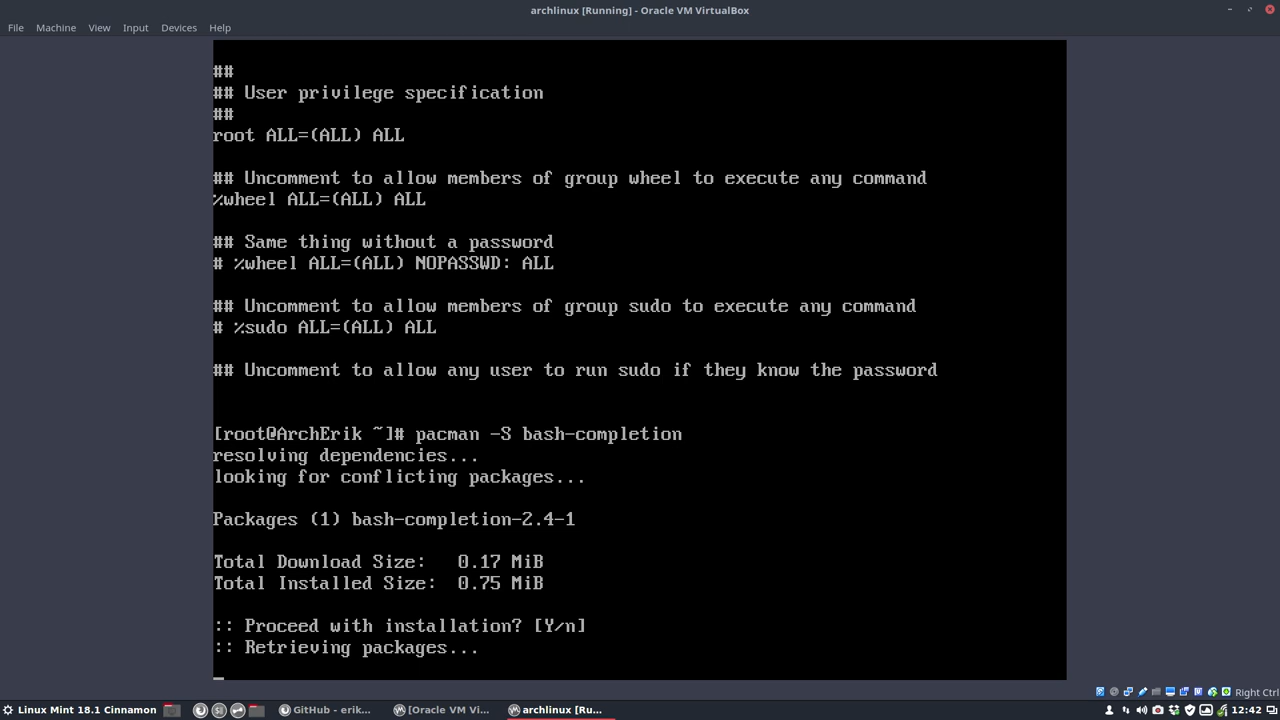 archlinux [Running] - Oracle VM VirtualBox
File Machine View Input Devices Help
##
## User privilege specification
##
root ALL=(ALL) ALL
## Uncomment to allow members of group wheel to execute any command
%wheel ALL=(ALL) ALL
## Same thing without a password
# %wheel ALL=(ALL) NOPASSWD: ALL
## Uncomment to allow members of group sudo to execute any command
# %sudo ALL=(ALL) ALL
## Uncomment to allow any user to run sudo if they know the password
[root@ArchErik ~]# pacman -S bash-completion
resolving dependencies...
looking for conflicting packages...
Packages (1) bash-completion-2.4-1
Total Download Size: 0.17 MiB
Total Installed Size: 0.75 MiB
:: Proceed with installation? [Y/n]
:: Retrieving packages...
Right Ctrl
Linux Mint 18.1 Cinnamon GitHub - erik... [Oracle VM Vi... archlinux [Ru... 12:42